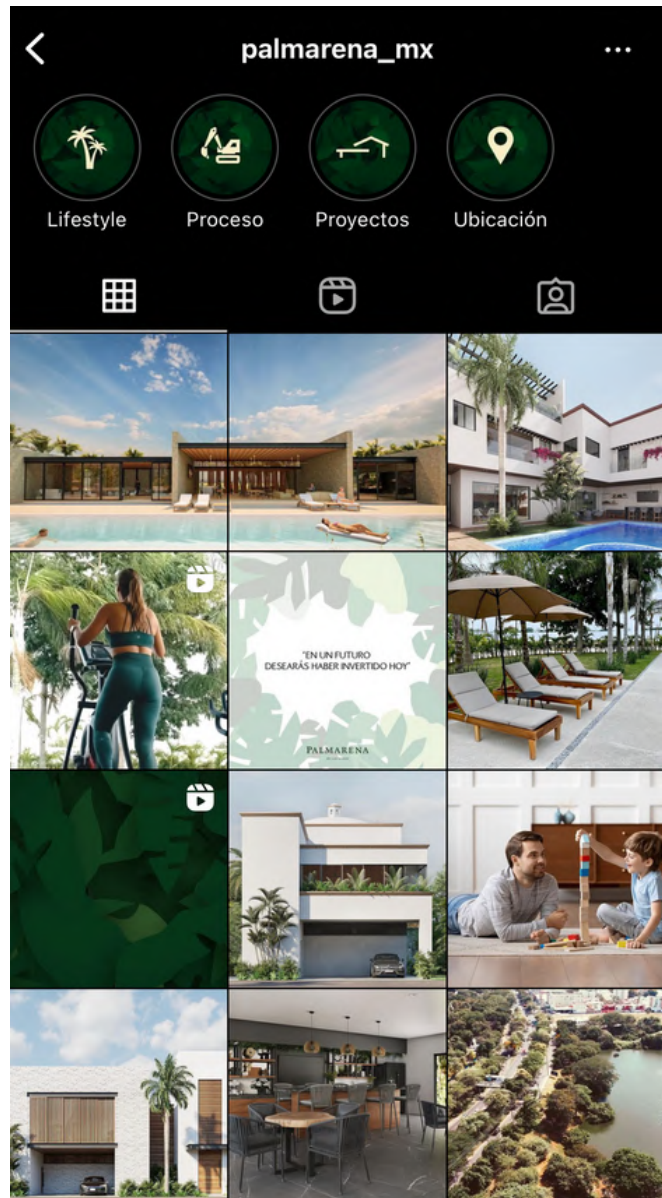 palmarena_mx
Lifestyle
Proceso
Proyectos
Ubicación
"EN UN FUTURO
DESEARÁS HABER INVERTIDO HOY"
PALMARENA